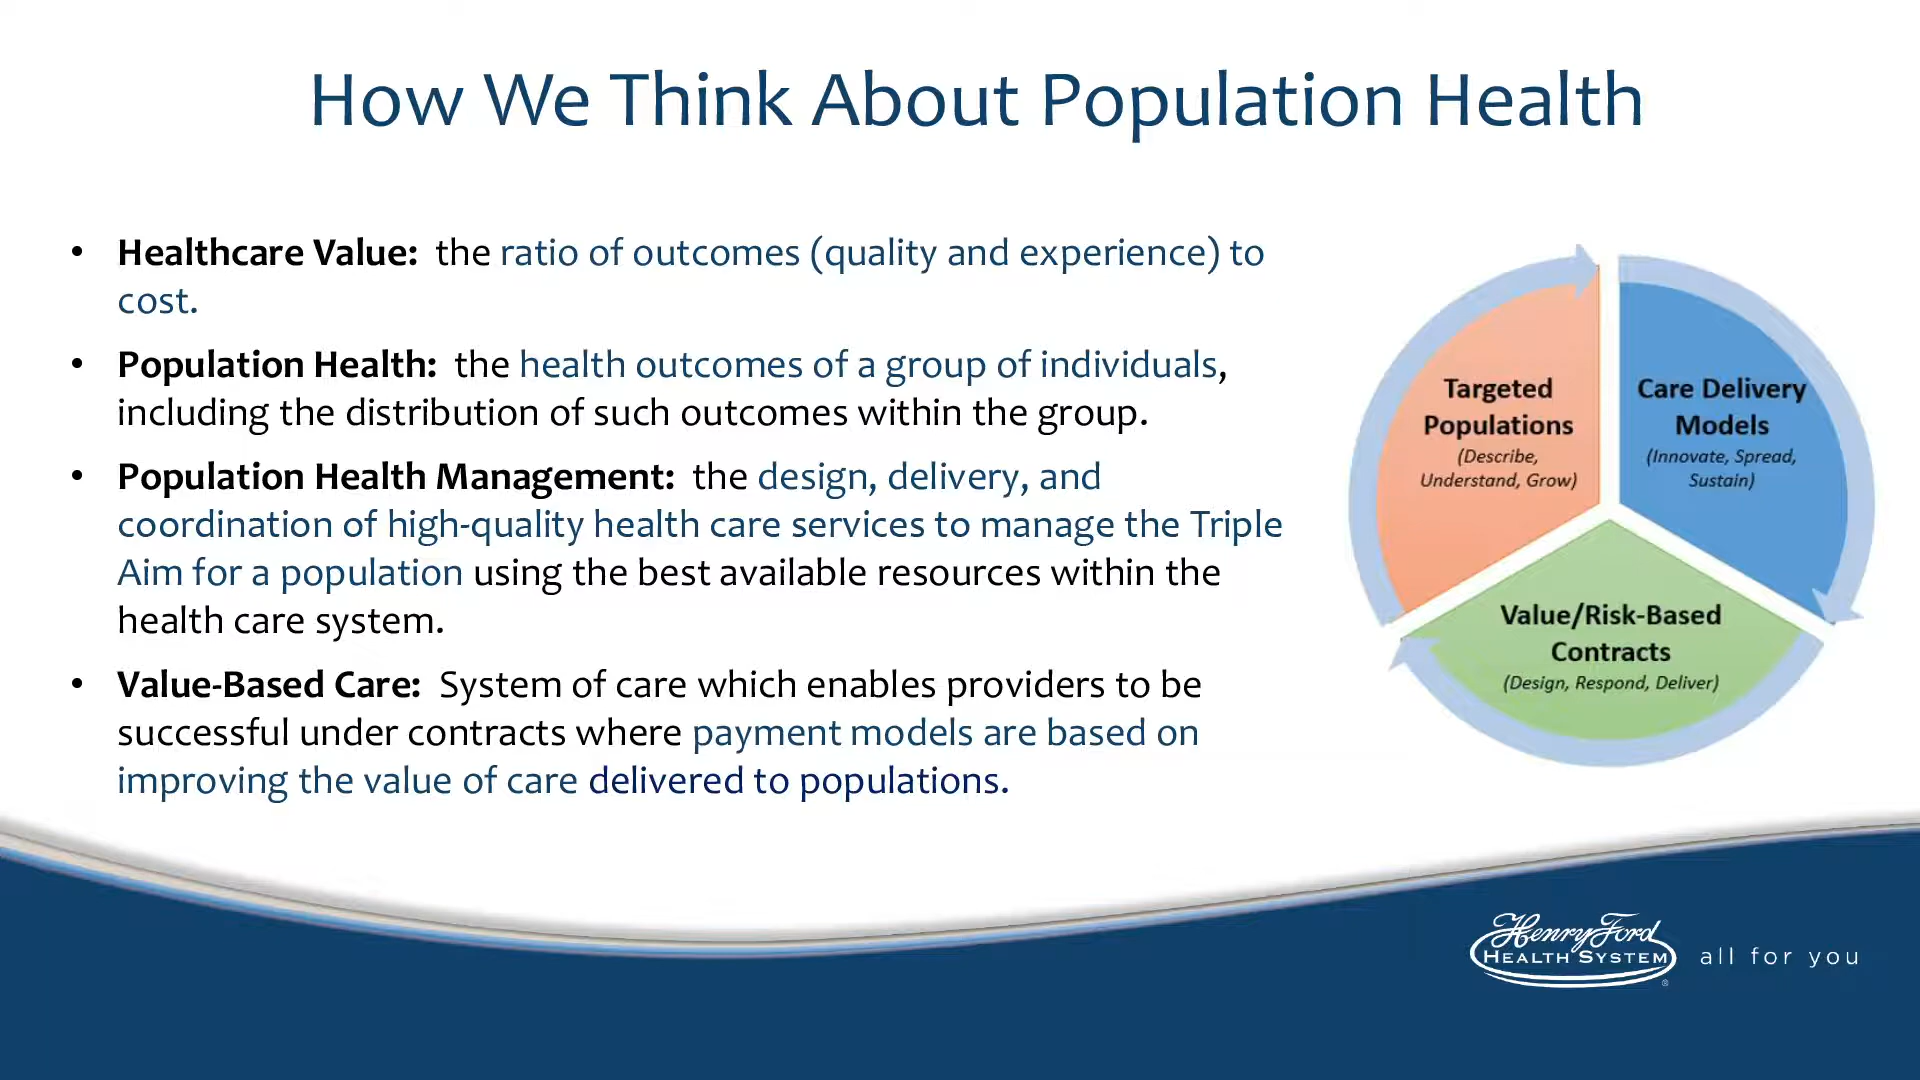 How We Think About Population Health
• Healthcare Value: the ratio of outcomes (quality and experience) to
cost.
• Population Health: the health outcomes of a group of individuals,
including the distribution of such outcomes within the group.
• Population Health Management: the design, delivery, and
coordination of high-quality health care services to manage the Triple
Aim for a population using the best available resources within the
health care system.
• Value-Based Care: System of care which enables providers to be
successful under contracts where payment models are based on
improving the value of care delivered to populations.
Targeted
Populations
(Describe,
Understand, Grow)
Care Delivery
Models
(Innovate, Spread,
Sustain)
Value/Risk-Based
Contracts
(Design, Respond, Deliver)
Henry Ford
HEALTH SYSTEM
®
all for you